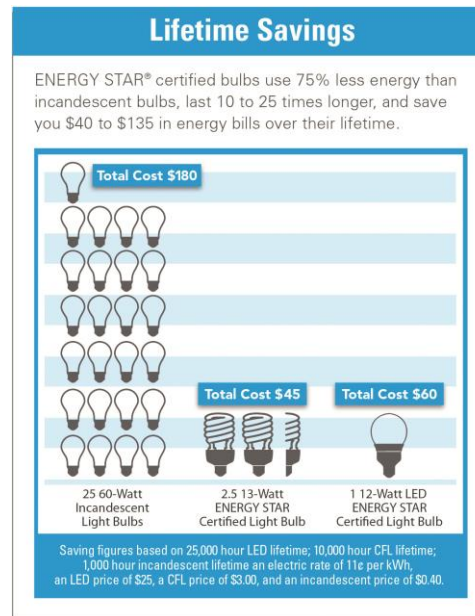 Lifetime Savings
ENERGY STAR® certified bulbs use 75% less energy than
incandescent bulbs, last 10 to 25 times longer, and save
you $40 to $135 in energy bills over their lifetime.
Total Cost $180
Total Cost $45
Total Cost $60
25 60-Watt
Incandescent
Light Bulbs
2.5 13-Watt
ENERGY STAR
Certified Light Bulb
1 12-Watt LED
ENERGY STAR
Certified Light Bulb
Saving figures based on 25,000 hour LED lifetime; 10,000 hour CFL lifetime;
1,000 hour incandescent lifetime an electric rate of 11¢ per kWh,
an LED price of $25, a CFL price of $3.00, and an incandescent price of $0.40.